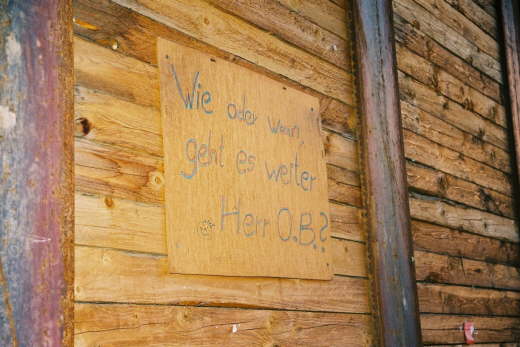 Wie oder wann
geht es weiter
Herr O.B.?